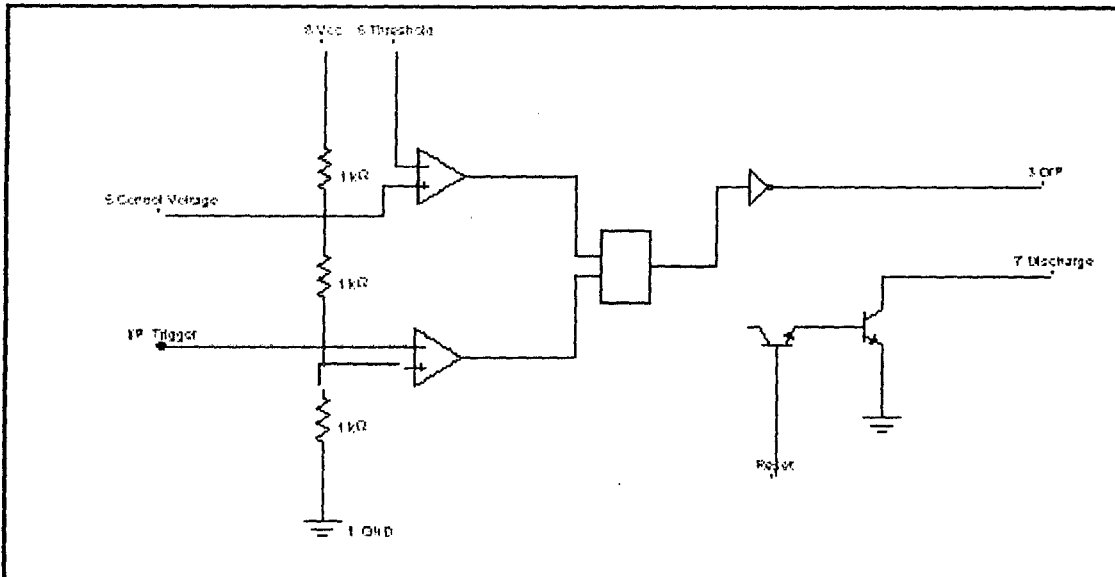 8 Vcc 6 Threshold
1 kΩ
5 Control Voltage
3 O/P
1 kΩ
7 Discharge
I/P Trigger
1 kΩ
Reset
1 GND